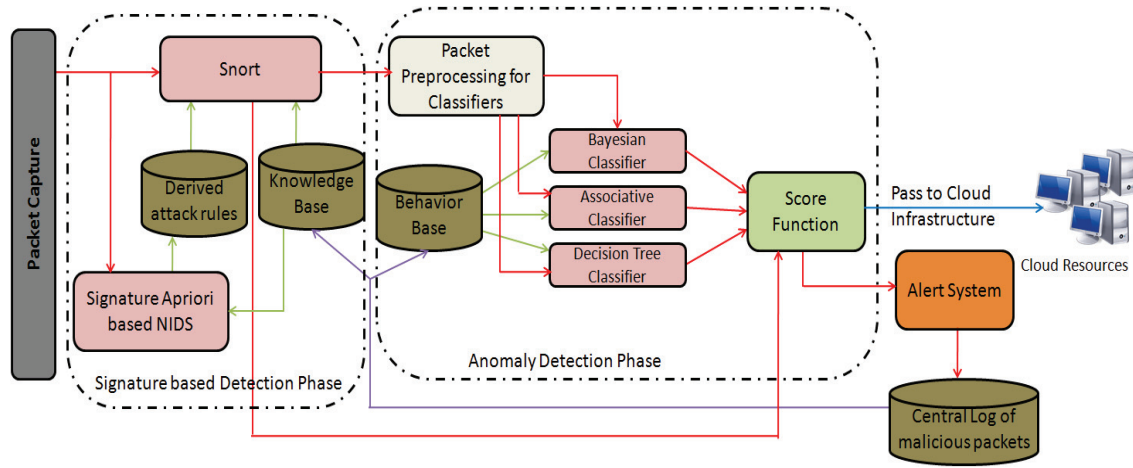 Packet Capture
Snort
Derived
attack rules
Knowledge
Base
Signature Apriori
based NIDS
Signature based Detection Phase
Packet
Preprocessing for
Classifiers
Behavior
Base
Bayesian
Classifier
Associative
Classifier
Decision Tree
Classifier
Score
Function
Anomaly Detection Phase
Pass to Cloud
Infrastructure
Cloud Resources
Alert System
Central Log of
malicious packets